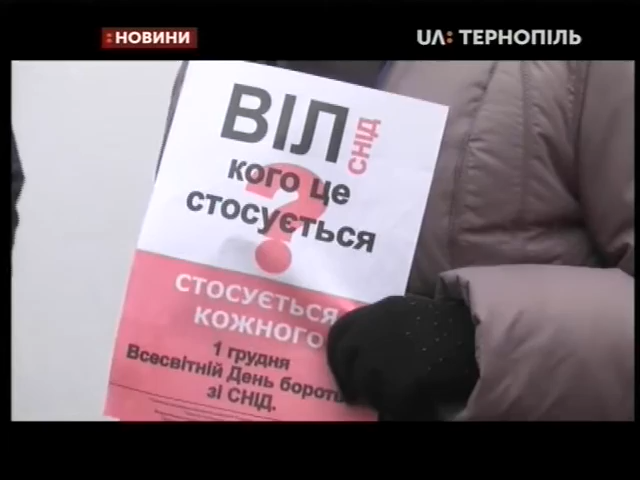 :НОВИНИ
UA: ТЕРНОПІЛЬ
ВІЛ
СНІД
кого це
стосується
?
СТОСУЄТЬСЯ
КОЖНОГО
1 грудня
Всесвітній День
зі СНІД.